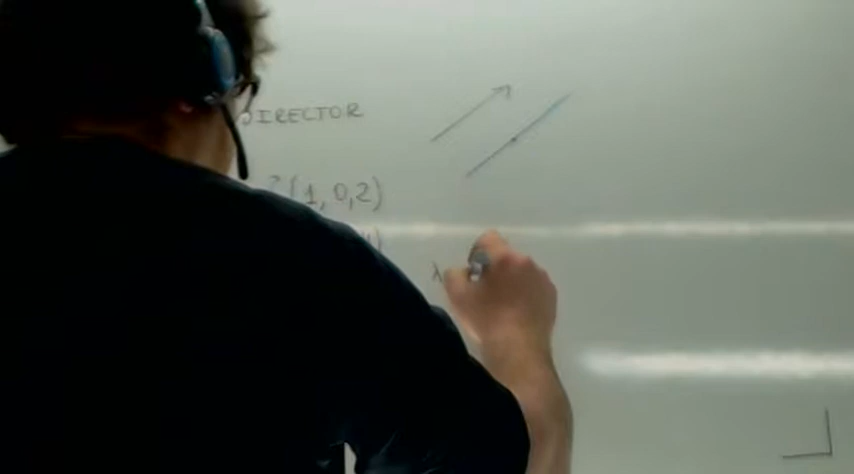 DIRECTOR
(1,0,2)
λ